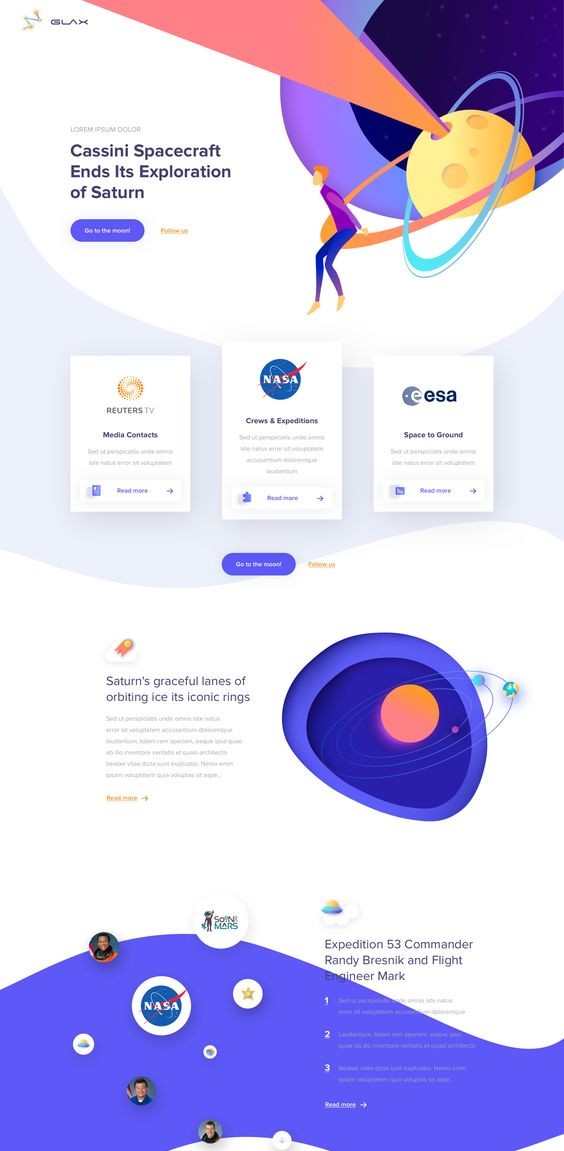 GLAX
LOREM IPSUM DOLOR
Cassini Spacecraft
Ends Its Exploration
of Saturn
Go to the moon!
Follow us
REUTERS TV
Media Contacts
Sed ut perspiciatis unde omnis
iste natus error sit voluptatem
Read more
NASA
Crews & Expeditions
Sed ut perspiciatis unde omnis
iste natus error sit voluptatem
accusantium doloremque
laudantium
Read more
esa
Space to Ground
Sed ut perspiciatis unde omnis
iste natus error sit voluptatem
Read more
Go to the moon!
Follow us
Saturn's graceful lanes of
orbiting ice its iconic rings
Sed ut perspiciatis unde omnis iste natus
error sit voluptatem accusantium doloremque
laudantium, totam rem aperiam, eaque ipsa
ab illo inventore veritatis et quasi architecto
beatae vitae dicta sunt explicabo. Nemo enim
ipsam voluptatem quia voluptas sit aspe...
Read more
MARS
NASA
Expedition 53 Commander
Randy Bresnik and Flight
Engineer Mark
1 Sed ut perspiciatis unde omnis iste natus
error sit voluptatem accusantium doloremque
2 Laudantium, totam rem aperiam, eaque ipsa
quae ab illo inventore veritatis et quasi architecto
3 Beatae vitae dicta sunt explicabo. Nemo enim
ipsam voluptatem quia voluptas sit aspe...
Read more